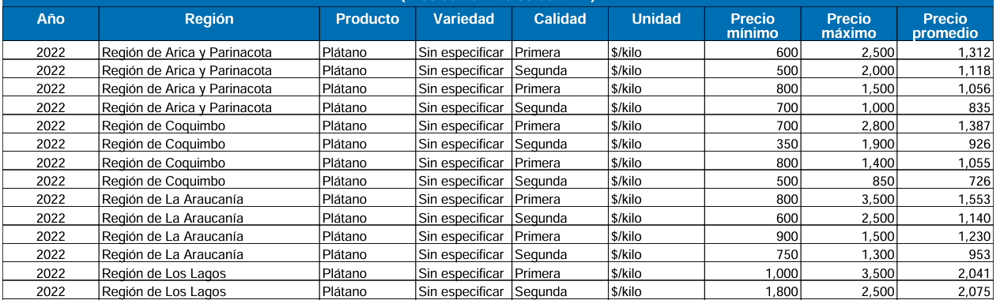 Año Región Producto Variedad Calidad Unidad Precio mínimo Precio máximo Precio promedio
2022 Región de Arica y Parinacota Plátano Sin especificar Primera $/kilo 600 2,500 1,312
2022 Región de Arica y Parinacota Plátano Sin especificar Segunda $/kilo 500 2,000 1,118
2022 Región de Arica y Parinacota Plátano Sin especificar Primera $/kilo 800 1,500 1,056
2022 Región de Arica y Parinacota Plátano Sin especificar Segunda $/kilo 700 1,000 835
2022 Región de Coquimbo Plátano Sin especificar Primera $/kilo 700 2,800 1,387
2022 Región de Coquimbo Plátano Sin especificar Segunda $/kilo 350 1,900 926
2022 Región de Coquimbo Plátano Sin especificar Primera $/kilo 800 1,400 1,055
2022 Región de Coquimbo Plátano Sin especificar Segunda $/kilo 500 850 726
2022 Región de La Araucanía Plátano Sin especificar Primera $/kilo 800 3,500 1,553
2022 Región de La Araucanía Plátano Sin especificar Segunda $/kilo 600 2,500 1,140
2022 Región de La Araucanía Plátano Sin especificar Primera $/kilo 900 1,500 1,230
2022 Región de La Araucanía Plátano Sin especificar Segunda $/kilo 750 1,300 953
2022 Región de Los Lagos Plátano Sin especificar Primera $/kilo 1,000 3,500 2,041
2022 Región de Los Lagos Plátano Sin especificar Segunda $/kilo 1,800 2,500 2,075